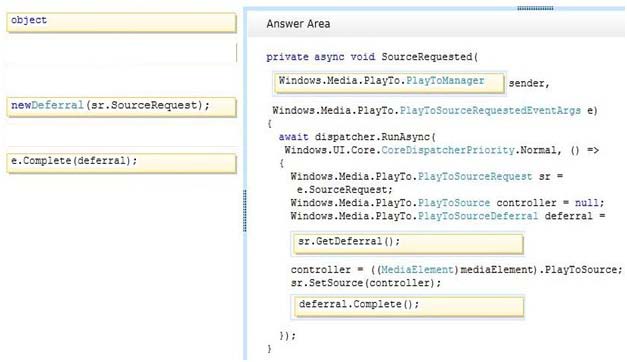 object
newDeferral(sr.SourceRequest);
e.Complete(deferral);
Answer Area
private async void SourceRequested(
Windows.Media.PlayTo.PlayToManager sender,
Windows.Media.PlayTo.PlayToSourceRequestedEventArgs e)
{
await dispatcher.RunAsync(
Windows.UI.Core.CoreDispatcherPriority.Normal, () =>
{
Windows.Media.PlayTo.PlayToSourceRequest sr =
e.SourceRequest;
Windows.Media.PlayTo.PlayToSource controller = null;
Windows.Media.PlayTo.PlayToSourceDeferral deferral =
sr.GetDeferral();
controller = ((MediaElement)mediaElement).PlayToSource;
sr.SetSource(controller);
deferral.Complete();
});
}